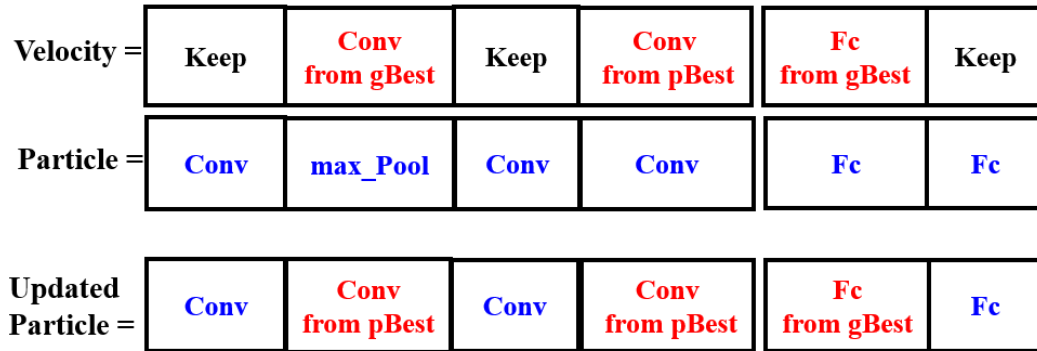 Velocity = Keep Conv from gBest Keep Conv from pBest Fc from gBest Keep
Particle = Conv max_Pool Conv Conv Fc Fc
Updated Particle = Conv Conv from pBest Conv Conv from pBest Fc from gBest Fc